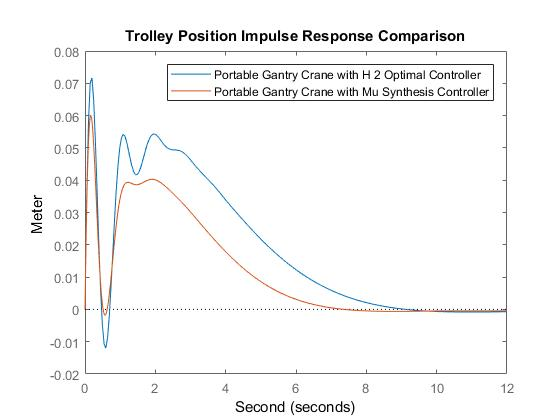 Trolley Position Impulse Response Comparison
Portable Gantry Crane with H 2 Optimal Controller
Portable Gantry Crane with Mu Synthesis Controller
Meter
0.08
0.07
0.06
0.05
0.04
0.03
0.02
0.01
0
-0.01
-0.02
0 2 4 6 8 10 12
Second (seconds)